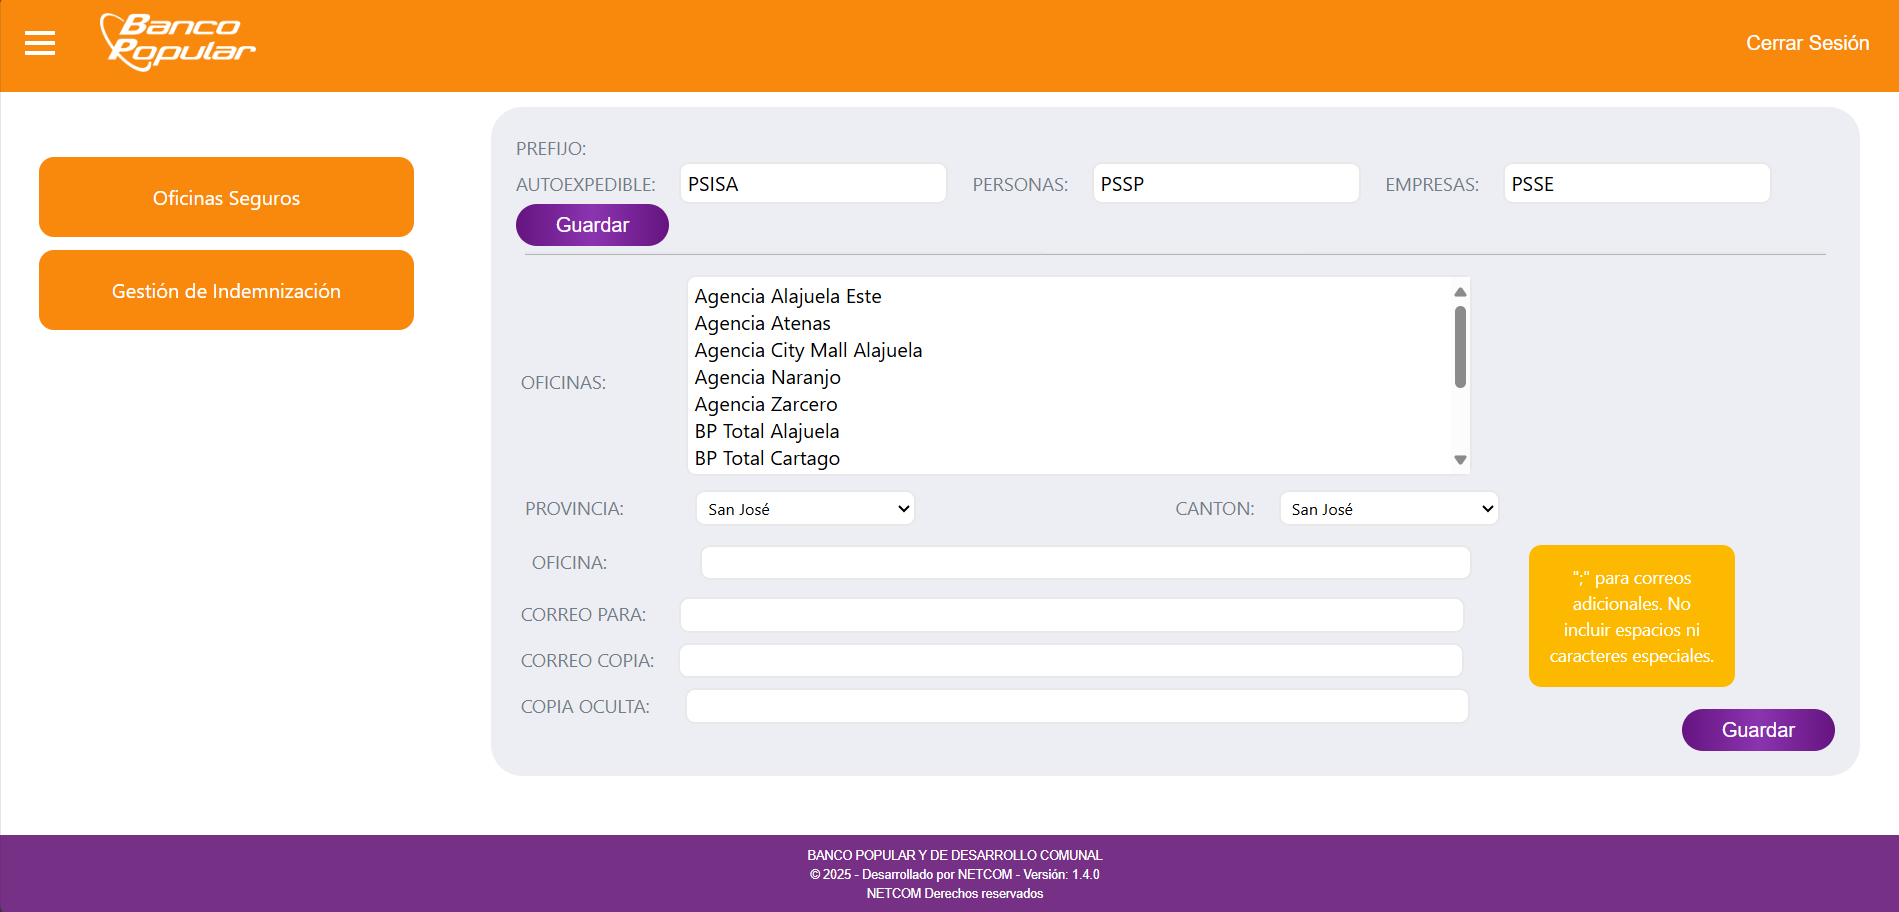 Banco
Popular
Cerrar Sesión
Oficinas Seguros
Gestión de Indemnización
PREFIJO:
AUTOEXPEDIBLE: PSISA PERSONAS: PSSP EMPRESAS: PSSE
Guardar
OFICINAS:
Agencia Alajuela Este
Agencia Atenas
Agencia City Mall Alajuela
Agencia Naranjo
Agencia Zarcero
BP Total Alajuela
BP Total Cartago
PROVINCIA: San José CANTON: San José
OFICINA:
CORREO PARA:
CORREO COPIA:
COPIA OCULTA:
";" para correos
adicionales. No
incluir espacios ni
caracteres especiales.
Guardar
BANCO POPULAR Y DE DESARROLLO COMUNAL
© 2025 - Desarrollado por NETCOM - Versión: 1.4.0
NETCOM Derechos reservados